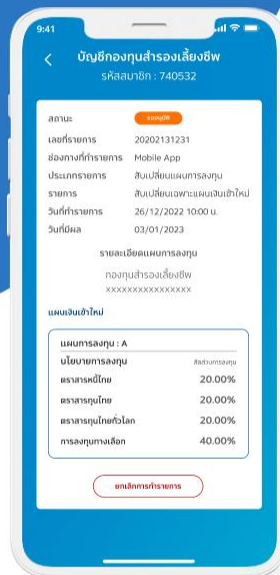 9:41
บัญชีกองทุนสำรองเลี้ยงชีพ
รหัสสมาชิก : 740532
สถานะ รออนุมัติ
เลขที่รายการ 20202131231
ช่องทางที่ทำรายการ Mobile App
ประเภทรายการ สับเปลี่ยนแผนการลงทุน
รายการ สับเปลี่ยนเฉพาะแผนเงินเข้าใหม่
วันที่ทำรายการ 26/12/2022 10:00 น.
วันที่มีผล 03/01/2023
รายละเอียดแผนการลงทุน
กองทุนสำรองเลี้ยงชีพ
xxxxxxxxxxxxxxxx
แผนเงินเข้าใหม่
แผนการลงทุน : A
นโยบายการลงทุน สัดส่วนการลงทุน
ตราสารหนี้ไทย 20.00%
ตราสารทุนไทย 20.00%
ตราสารทุนไทยทั่วโลก 20.00%
การลงทุนทางเลือก 40.00%
ยกเลิกการทำรายการ